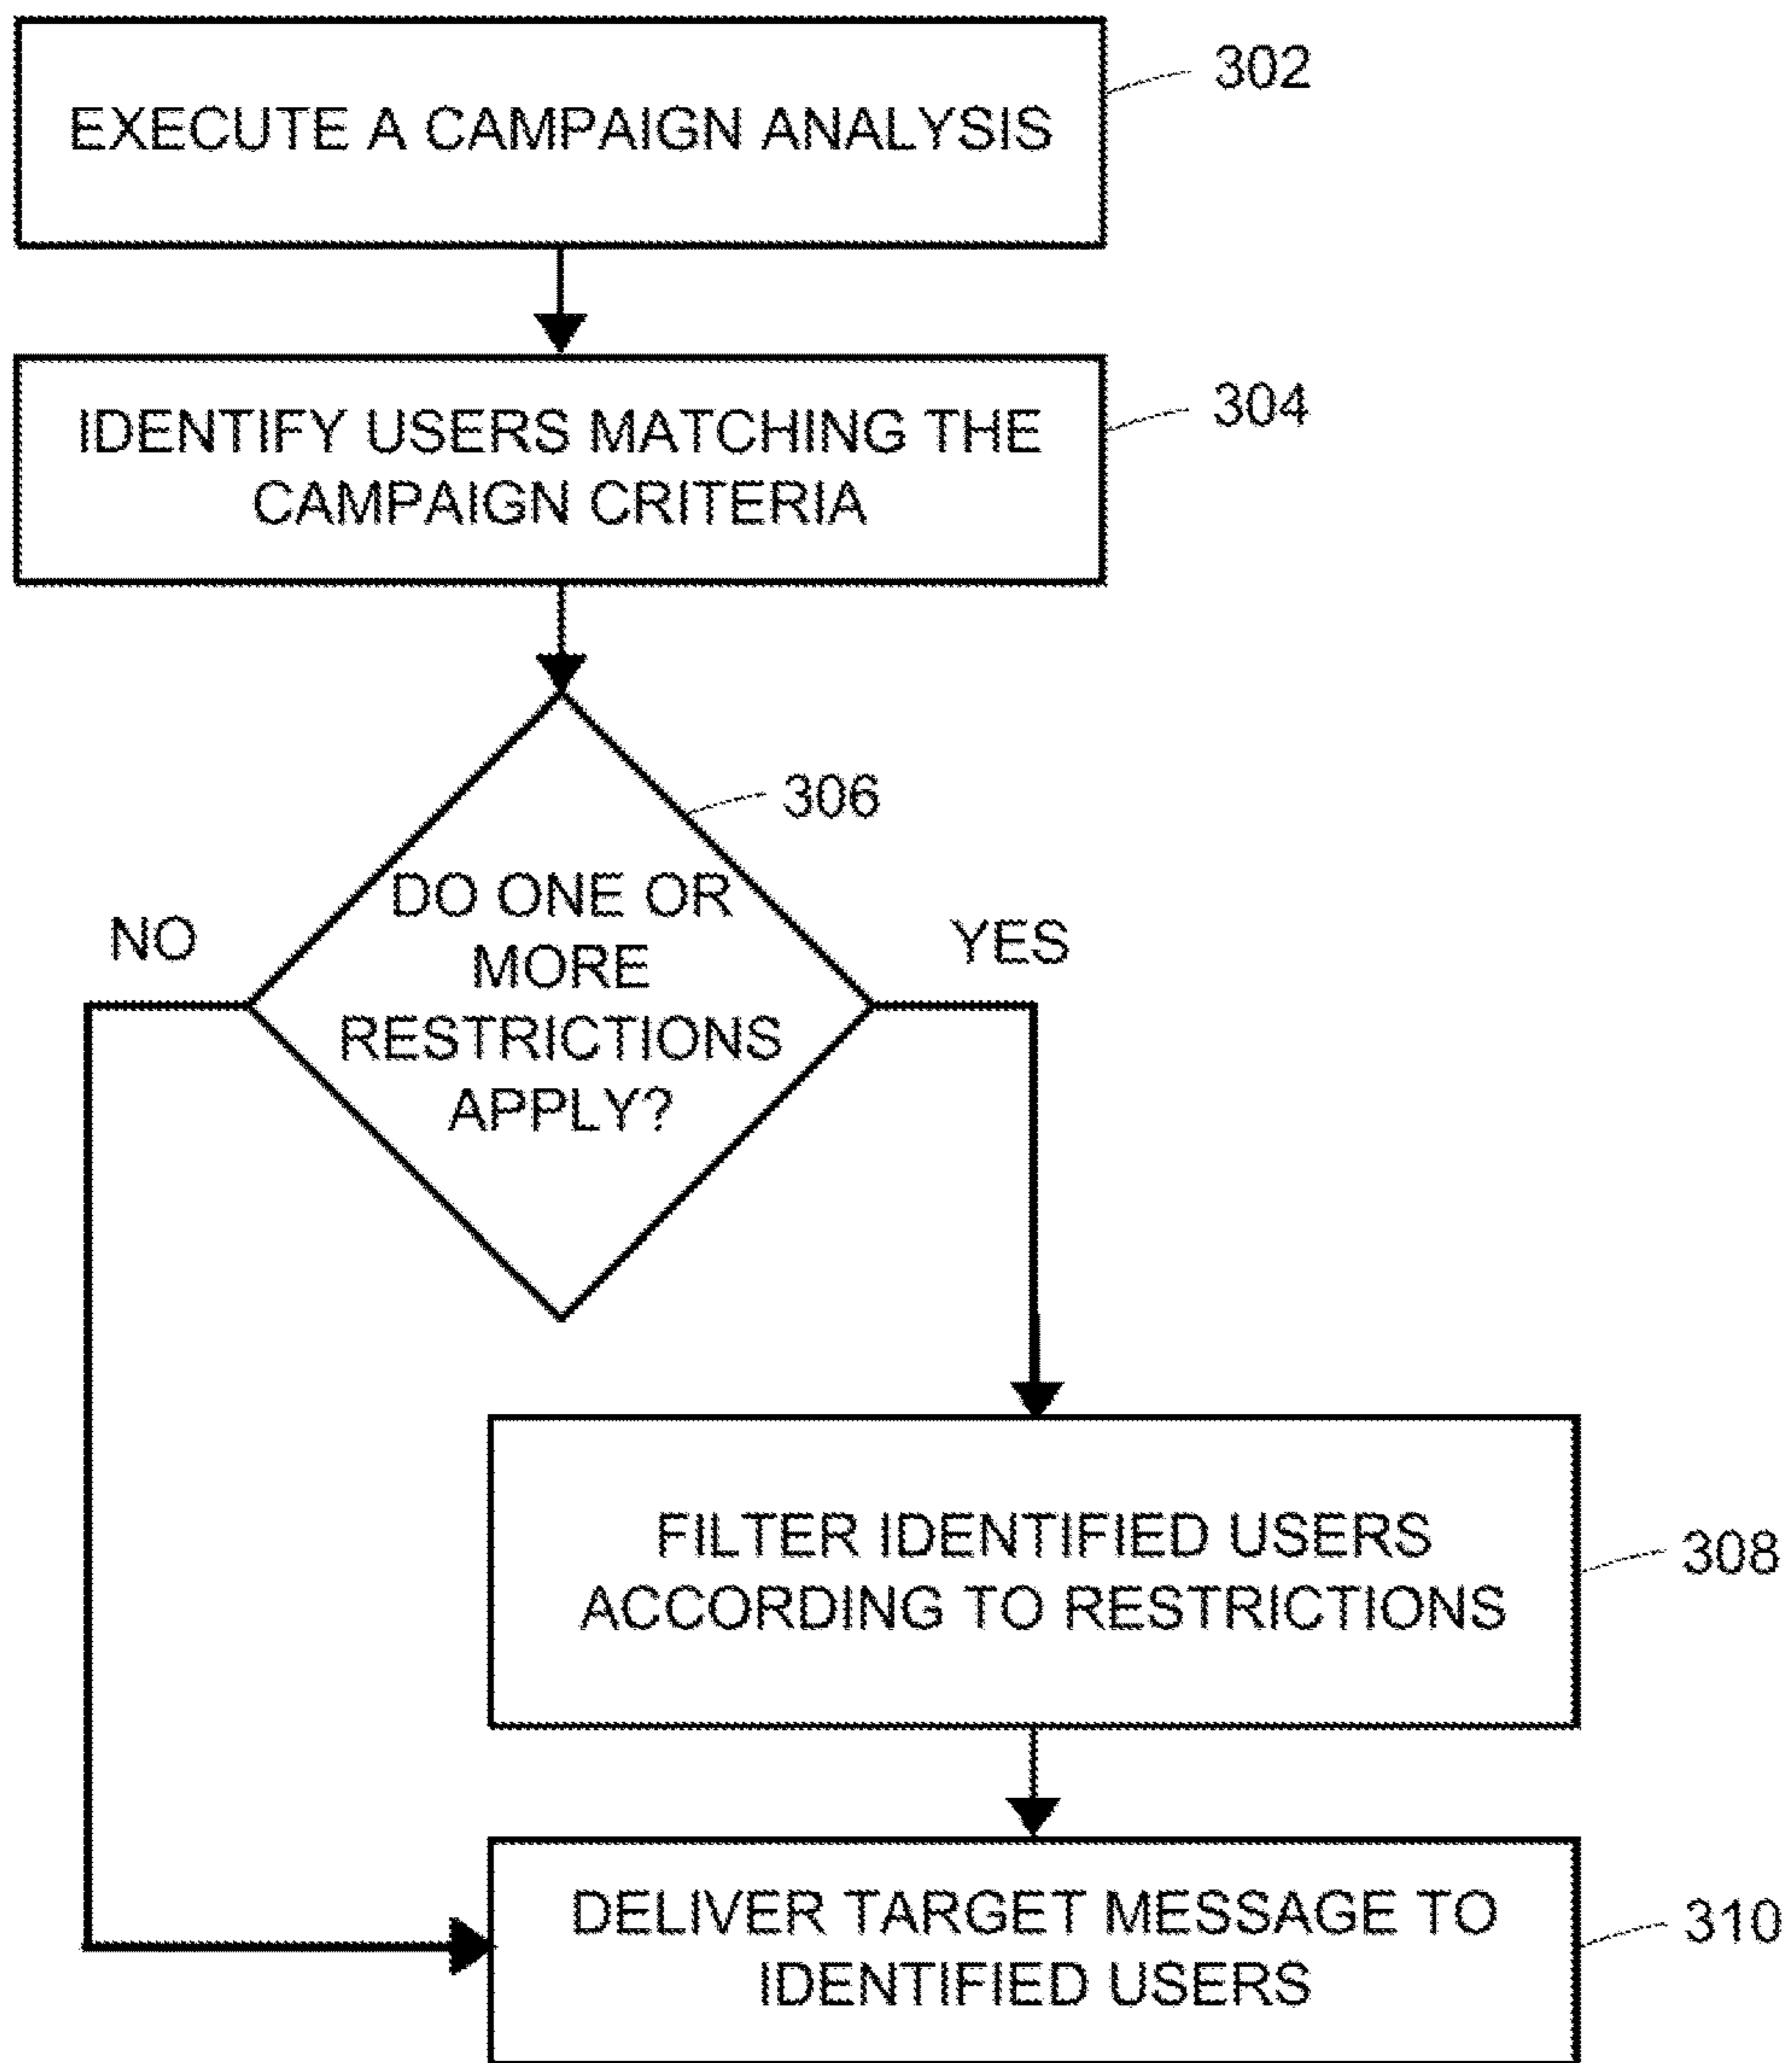 EXECUTE A CAMPAIGN ANALYSIS
302
IDENTIFY USERS MATCHING THE
CAMPAIGN CRITERIA
304
306
DO ONE OR
MORE
RESTRICTIONS
APPLY?
NO
YES
FILTER IDENTIFIED USERS
ACCORDING TO RESTRICTIONS
308
DELIVER TARGET MESSAGE TO
IDENTIFIED USERS
310